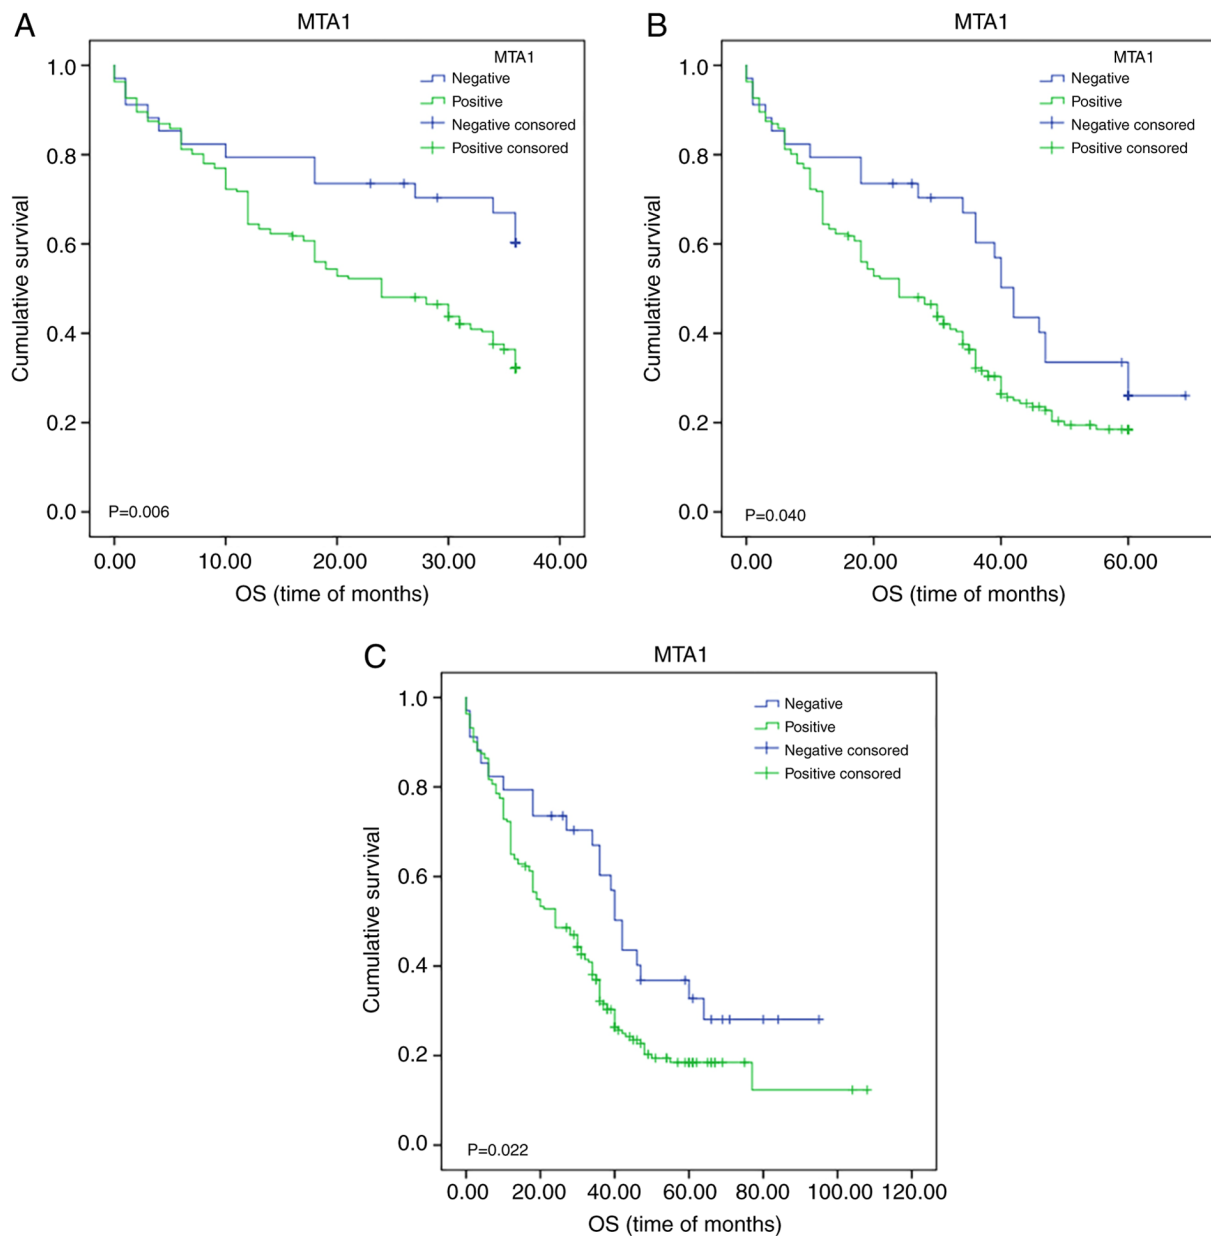 A
MTA1
MTA1
Negative
Positive
Negative consored
Positive consored
Cumulative survival
1.0
0.8
0.6
0.4
0.2
0.0
P=0.006
0.00 10.00 20.00 30.00 40.00
OS (time of months)
B
MTA1
MTA1
Negative
Positive
Negative consored
Positive consored
Cumulative survival
1.0
0.8
0.6
0.4
0.2
0.0
P=0.040
0.00 20.00 40.00 60.00
OS (time of months)
C
MTA1
Negative
Positive
Negative consored
Positive consored
Cumulative survival
1.0
0.8
0.6
0.4
0.2
0.0
P=0.022
0.00 20.00 40.00 60.00 80.00 100.00 120.00
OS (time of months)